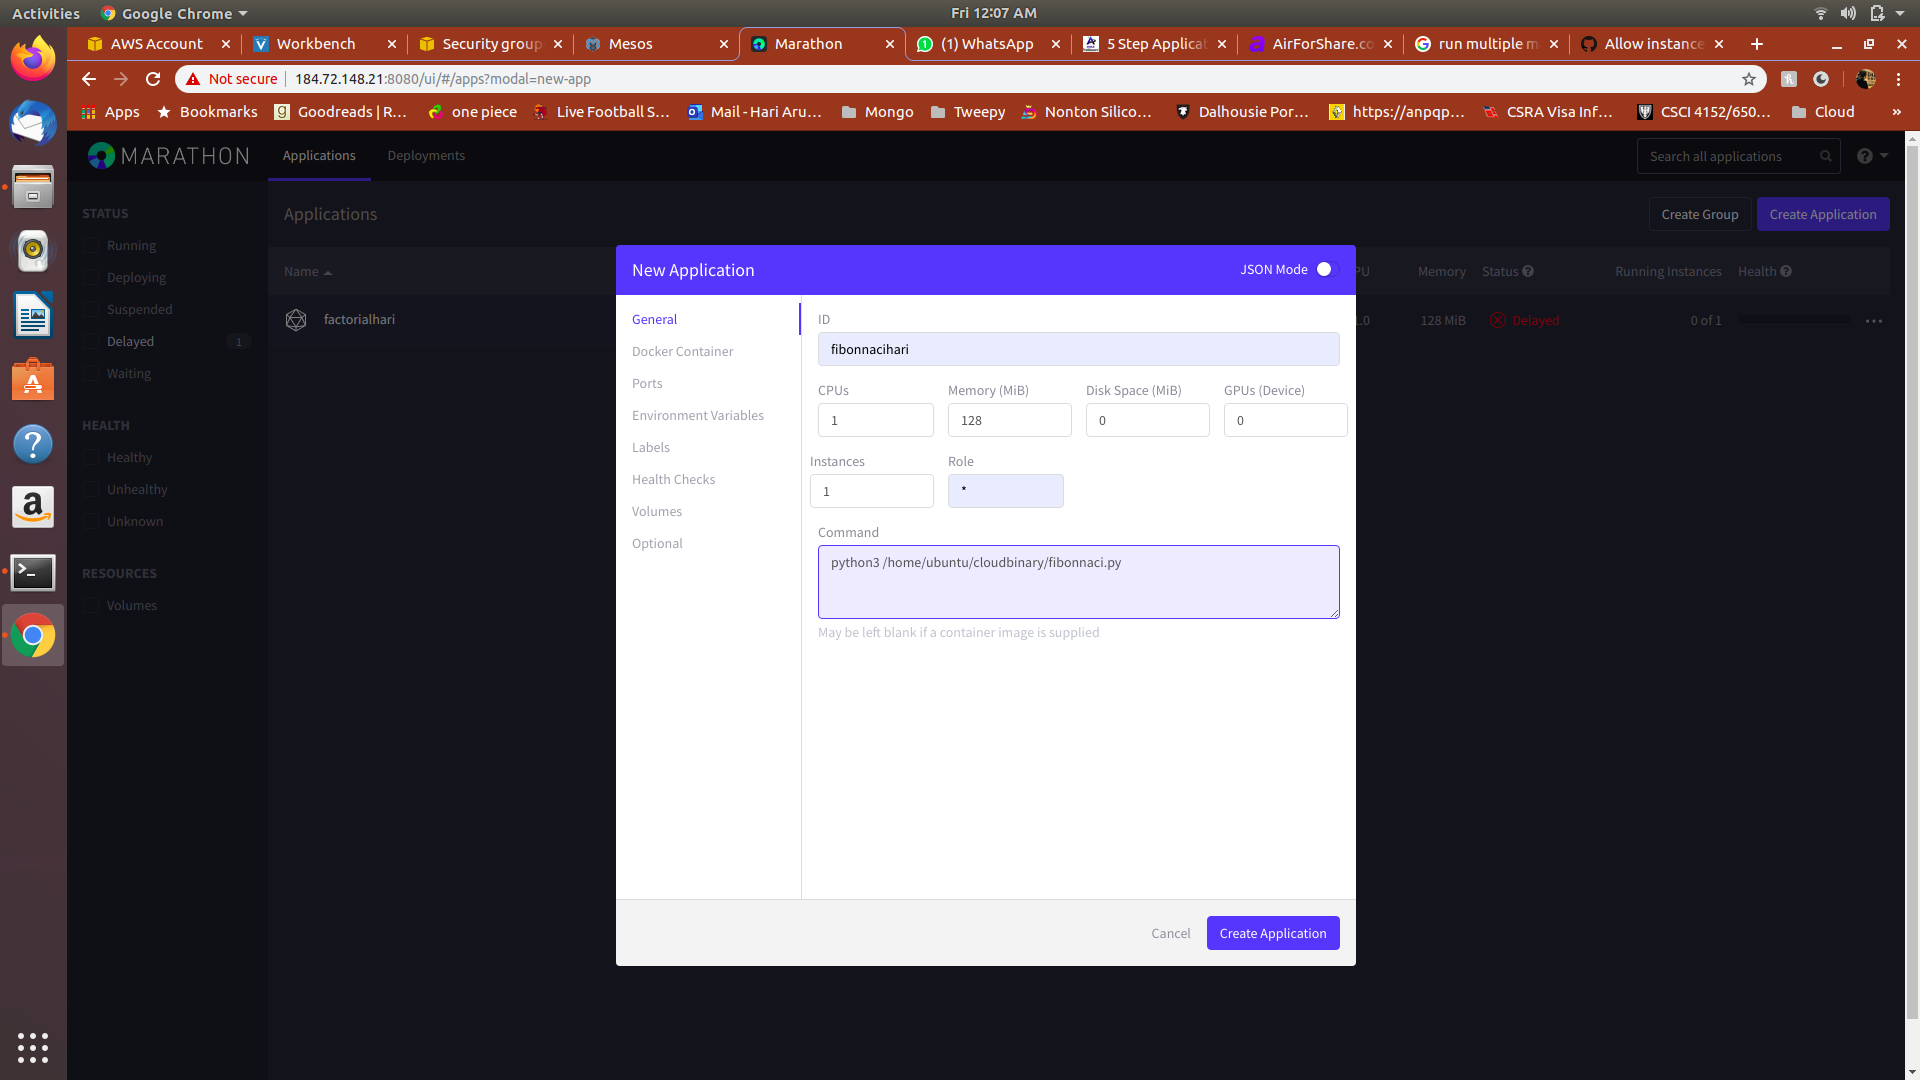 Activities
Google Chrome
Fri 12:07 AM
AWS Account
Workbench
Security group
Mesos
Marathon
(1) WhatsApp
5 Step Applicat
AirForShare.co
run multiple m
Allow instance
Not secure
184.72.148.21:8080/ui/#/apps?modal=new-app
Apps
Bookmarks
Goodreads | R...
one piece
Live Football S...
Mail - Hari Aru...
Mongo
Tweepy
Nonton Silico...
Dalhousie Por...
https://anpqp...
CSRA Visa Inf...
CSCI 4152/650...
Cloud
»
MARATHON
Applications
Deployments
Search all applications
STATUS
Running
Deploying
Suspended
Delayed
1
Waiting
HEALTH
Healthy
Unhealthy
Unknown
RESOURCES
Volumes
Applications
Create Group
Create Application
Name
PU
Memory
Status
Running Instances
Health
factorialhari
1.0
128 MiB
Delayed
0 of 1
New Application
JSON Mode
General
Docker Container
Ports
Environment Variables
Labels
Health Checks
Volumes
Optional
ID
fibonnacihari
CPUs
Memory (MiB)
Disk Space (MiB)
GPUs (Device)
1
128
0
0
Instances
Role
1
*
Command
python3 /home/ubuntu/cloudbinary/fibonnaci.py
May be left blank if a container image is supplied
Cancel
Create Application